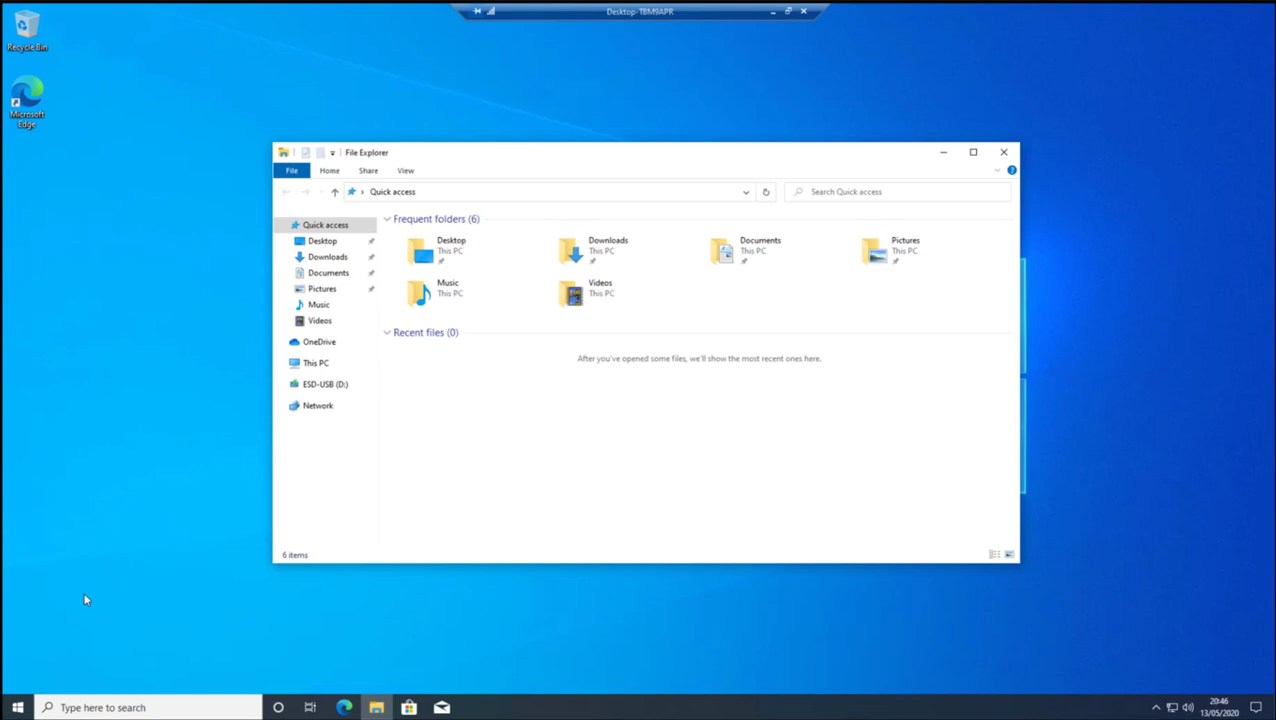 Desktop-TBM9APR
Recycle Bin
Microsoft
Edge
File Explorer
File Home Share View
Quick access
Search Quick access
Quick access
Desktop
Downloads
Documents
Pictures
Music
Videos
OneDrive
This PC
ESD-USB (D:)
Network
Frequent folders (6)
Desktop
This PC
Downloads
This PC
Documents
This PC
Pictures
This PC
Music
This PC
Videos
This PC
Recent files (0)
After you've opened some files, we'll show the most recent ones here.
6 items
Type here to search
20:46
13/05/2020